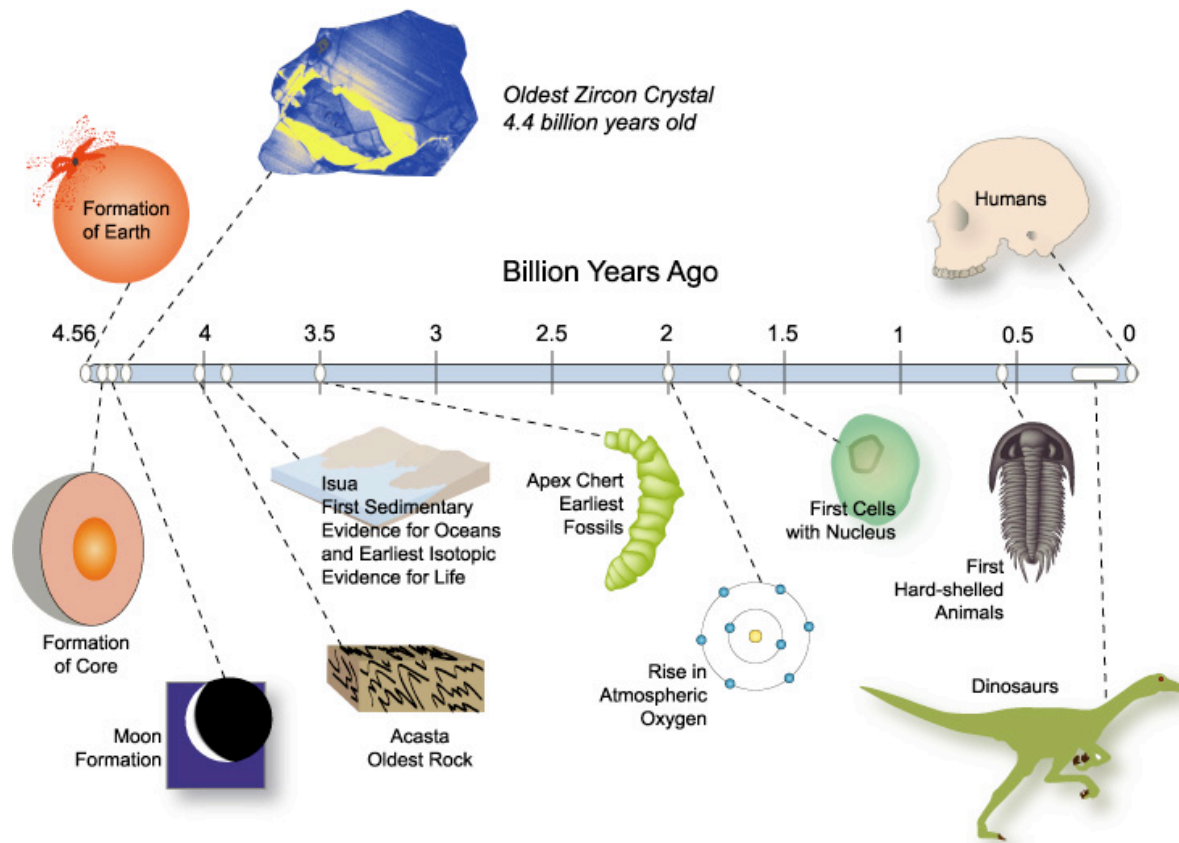 Oldest Zircon Crystal
4.4 billion years old
Formation
of Earth
Humans
Billion Years Ago
4.56
4
3.5
3
2.5
2
1.5
1
0.5
0
Isua
First Sedimentary
Evidence for Oceans
and Earliest Isotopic
Evidence for Life
Apex Chert
Earliest
Fossils
First Cells
with Nucleus
First
Hard-shelled
Animals
Formation
of Core
Rise in
Atmospheric
Oxygen
Dinosaurs
Moon
Formation
Acasta
Oldest Rock